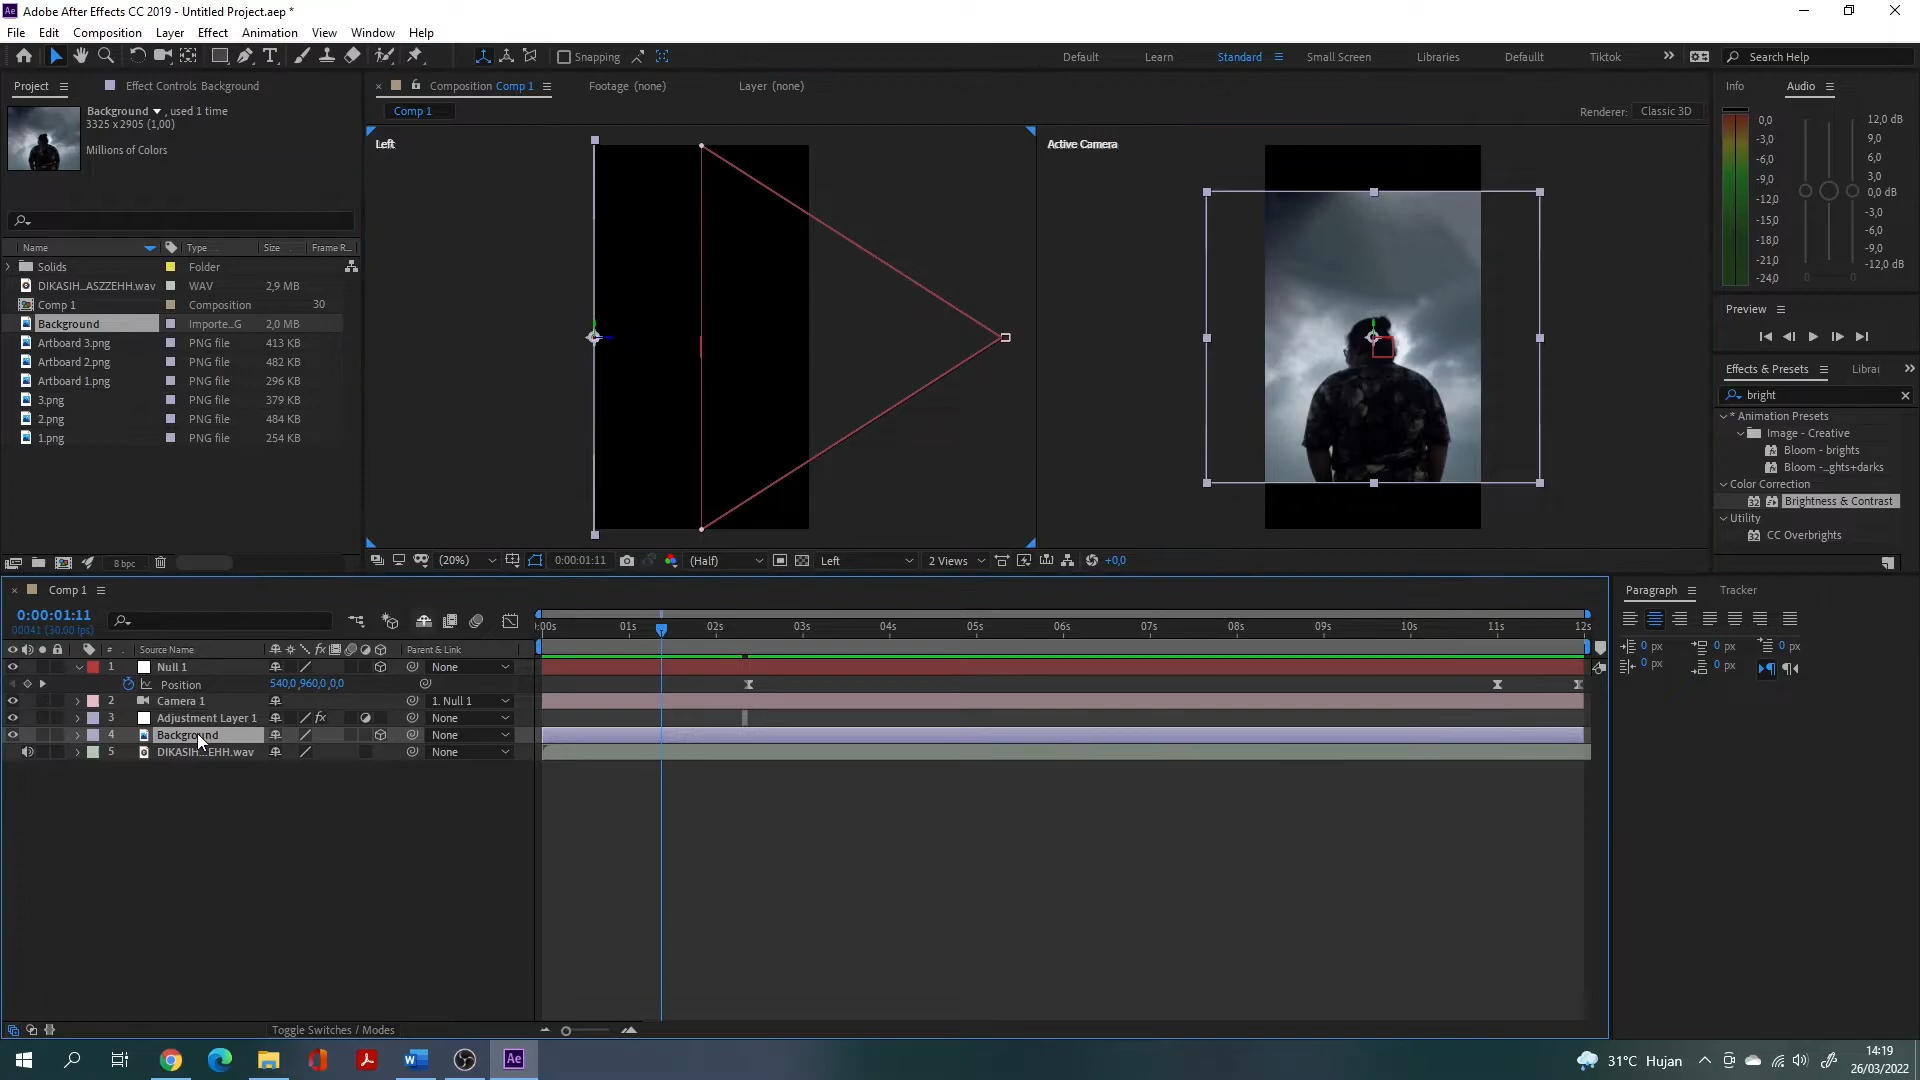 Adobe After Effects CC 2019 - Untitled Project.aep *
File Edit Composition Layer Effect Animation View Window Help
Snapping
Default Learn Standard Small Screen Libraries Defaullt Tiktok
Search Help
Project Effect Controls Background
Composition Comp 1 Footage (none) Layer (none)
Info Audio
Background , used 1 time
3325 x 2905 (1,00)
Millions of Colors
Comp 1
Renderer: Classic 3D
Left
Active Camera
0,0
-3,0
-6,0
-9,0
-12,0
-15,0
-18,0
-21,0
-24,0
12,0 dB
9,0
6,0
3,0
0,0 dB
-3,0
-6,0
-9,0
-12,0 dB
Name Type Size Frame R...
Solids Folder
DIKASIH_ASZZEHH.wav WAV 2,9 MB
Comp 1 Composition 30
Background Importe...G 2,0 MB
Artboard 3.png PNG file 413 KB
Artboard 2.png PNG file 482 KB
Artboard 1.png PNG file 296 KB
3.png PNG file 379 KB
2.png PNG file 484 KB
1.png PNG file 254 KB
Preview
Effects & Presets Librai
bright
* Animation Presets
Image - Creative
Bloom - brights
Bloom -...ghts+darks
Color Correction
Brightness & Contrast
Utility
CC Overbrights
8 bpc
(20%) 0:00:01:11 (Half) Left 2 Views +0,0
Comp 1
0:00:01:11
00041 (30.00 fps)
:00s 01s 02s 03s 04s 05s 06s 07s 08s 09s 10s 11s 12s
# Source Name Parent & Link
1 Null 1 None
Position 540,0,960,0,0,0
2 Camera 1 1. Null 1
3 Adjustment Layer 1 fx None
4 Background None
5 DIKASIH...EHH.wav None
Toggle Switches / Modes
Paragraph Tracker
0 px 0 px 0 px
0 px 0 px
31°C Hujan
14:19
26/03/2022